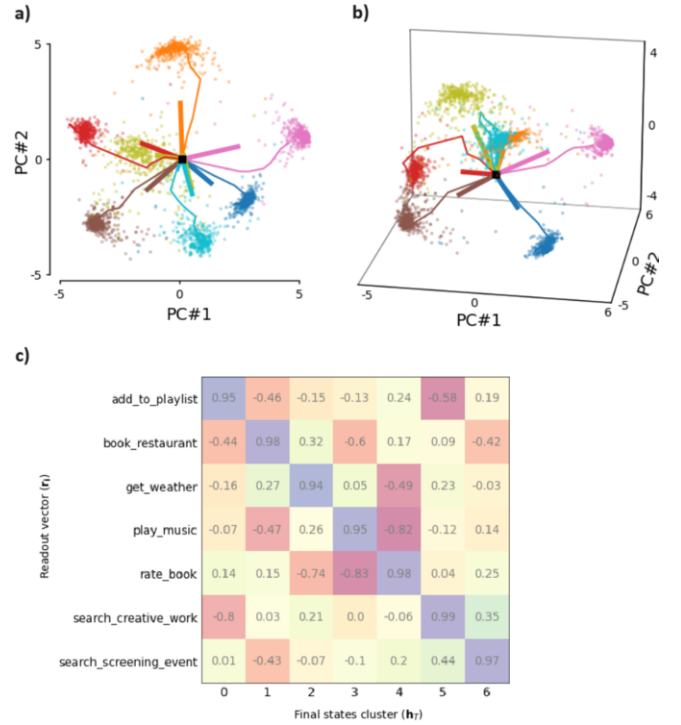 a)
b)
5
0
-5
PC#2
-5
0
5
PC#1
4
0
-4
6
0
-5
PC#2
-5
0
6
PC#1
c)
Readout vector (rᵢ)
add_to_playlist 0.95 -0.46 -0.15 -0.13 0.24 -0.58 0.19
book_restaurant -0.44 0.98 0.32 -0.6 0.17 0.09 -0.42
get_weather -0.16 0.27 0.94 0.05 -0.49 0.23 -0.03
play_music -0.07 -0.47 0.26 0.95 -0.82 -0.12 0.14
rate_book 0.14 0.15 -0.74 -0.83 0.98 0.04 0.25
search_creative_work -0.8 0.03 0.21 0.0 -0.06 0.99 0.35
search_screening_event 0.01 -0.43 -0.07 -0.1 0.2 0.44 0.97
0 1 2 3 4 5 6
Final states cluster (h_T)